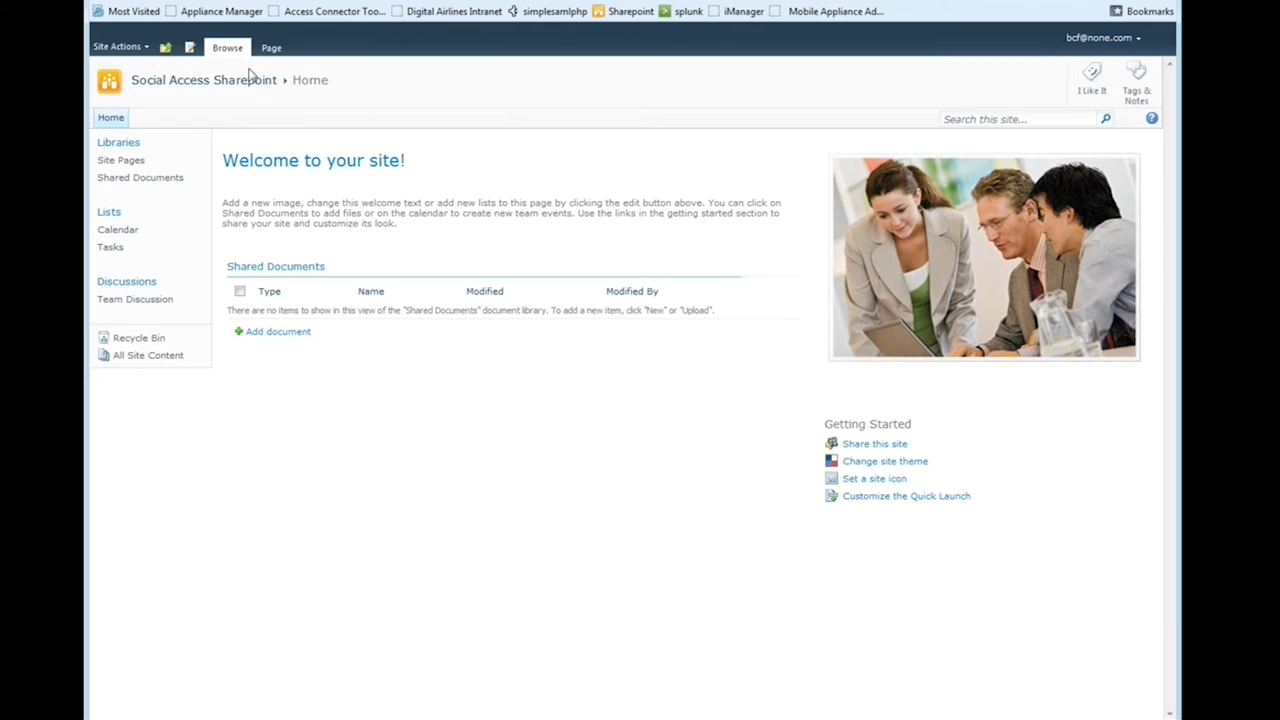 Most Visited Appliance Manager Access Connector Too... Digital Airlines Intranet simplesamlphp Sharepoint splunk iManager Mobile Appliance Ad... Bookmarks
Site Actions Browse Page bcf@none.com
Social Access Sharepoint Home
I Like It
Tags &
Notes
Home
Search this site...
Libraries
Site Pages
Shared Documents
Lists
Calendar
Tasks
Discussions
Team Discussion
Recycle Bin
All Site Content
Welcome to your site!
Add a new image, change this welcome text or add new lists to this page by clicking the edit button above. You can click on
Shared Documents to add files or on the calendar to create new team events. Use the links in the getting started section to
share your site and customize its look.
Shared Documents
Type Name Modified Modified By
There are no items to show in this view of the "Shared Documents" document library. To add a new item, click "New" or "Upload".
Add document
Getting Started
Share this site
Change site theme
Set a site icon
Customize the Quick Launch